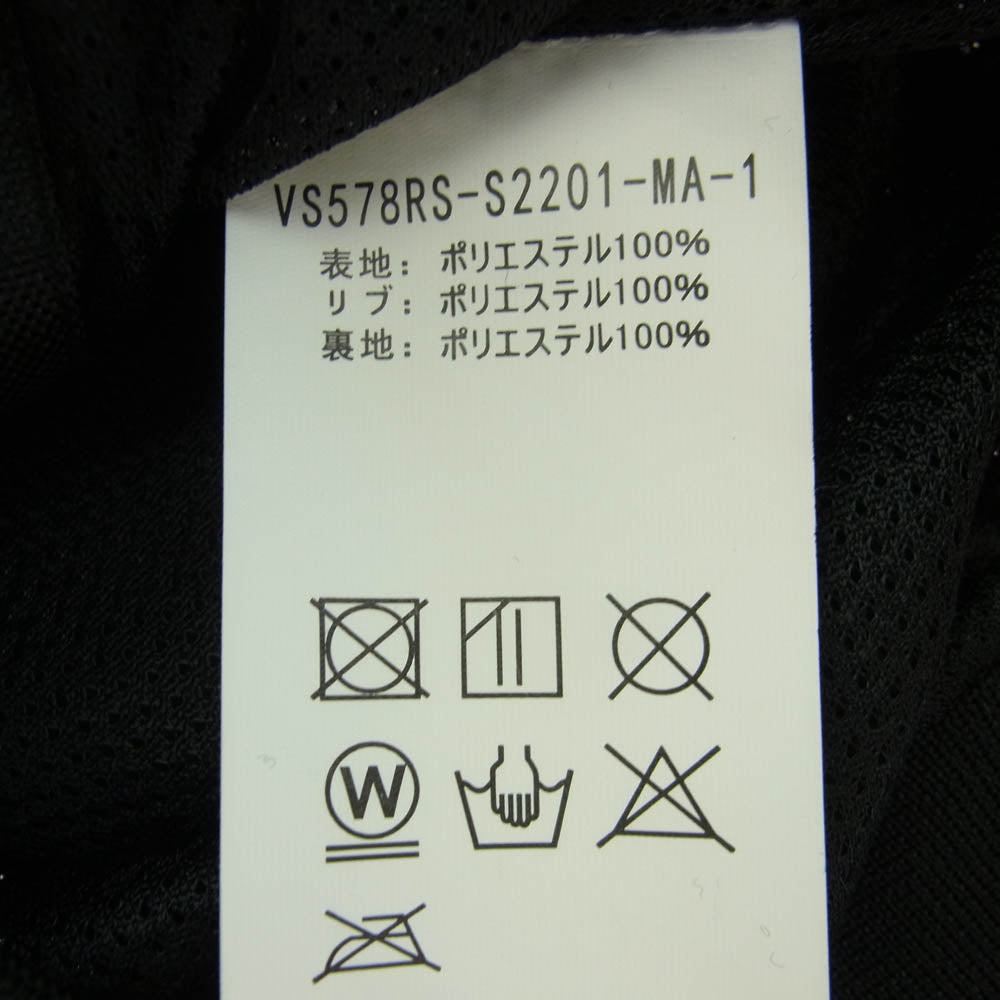 VS578RS-S2201-MA-1
表地: ポリエステル100%
リブ: ポリエステル100%
裏地: ポリエステル100%
W